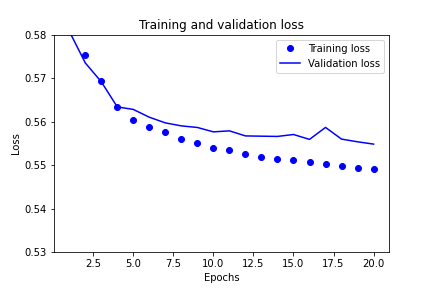 Training and validation loss
0.58
0.57
0.56
0.55
0.54
0.53
Loss
Training loss
Validation loss
2.5 5.0 7.5 10.0 12.5 15.0 17.5 20.0
Epochs